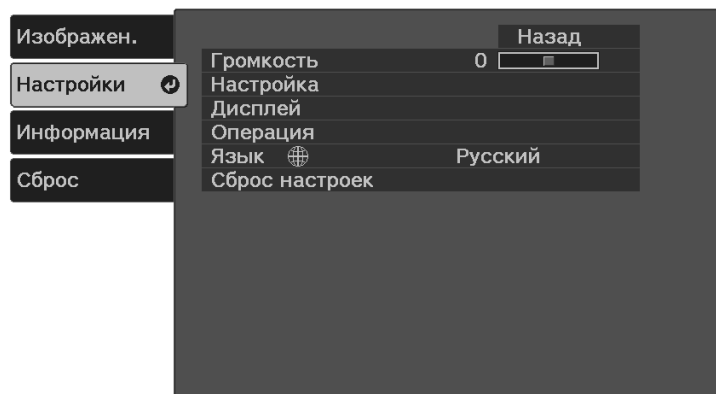 Изображен.
Настройки
Информация
Сброс
Назад
Громкость 0
Настройка
Дисплей
Операция
Язык Русский
Сброс настроек